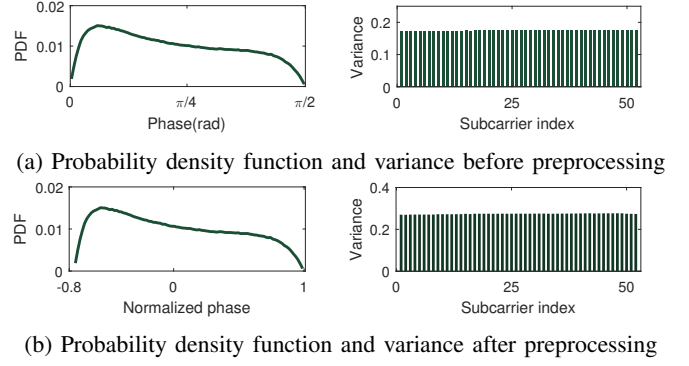 0.02
0.01
0
PDF
0
π/4
π/2
Phase(rad)
0.2
0.1
0
Variance
0
25
50
Subcarrier index
(a) Probability density function and variance before preprocessing
0.02
0.01
0
PDF
-0.8
0
1
Normalized phase
0.4
0.2
0
Variance
0
25
50
Subcarrier index
(b) Probability density function and variance after preprocessing